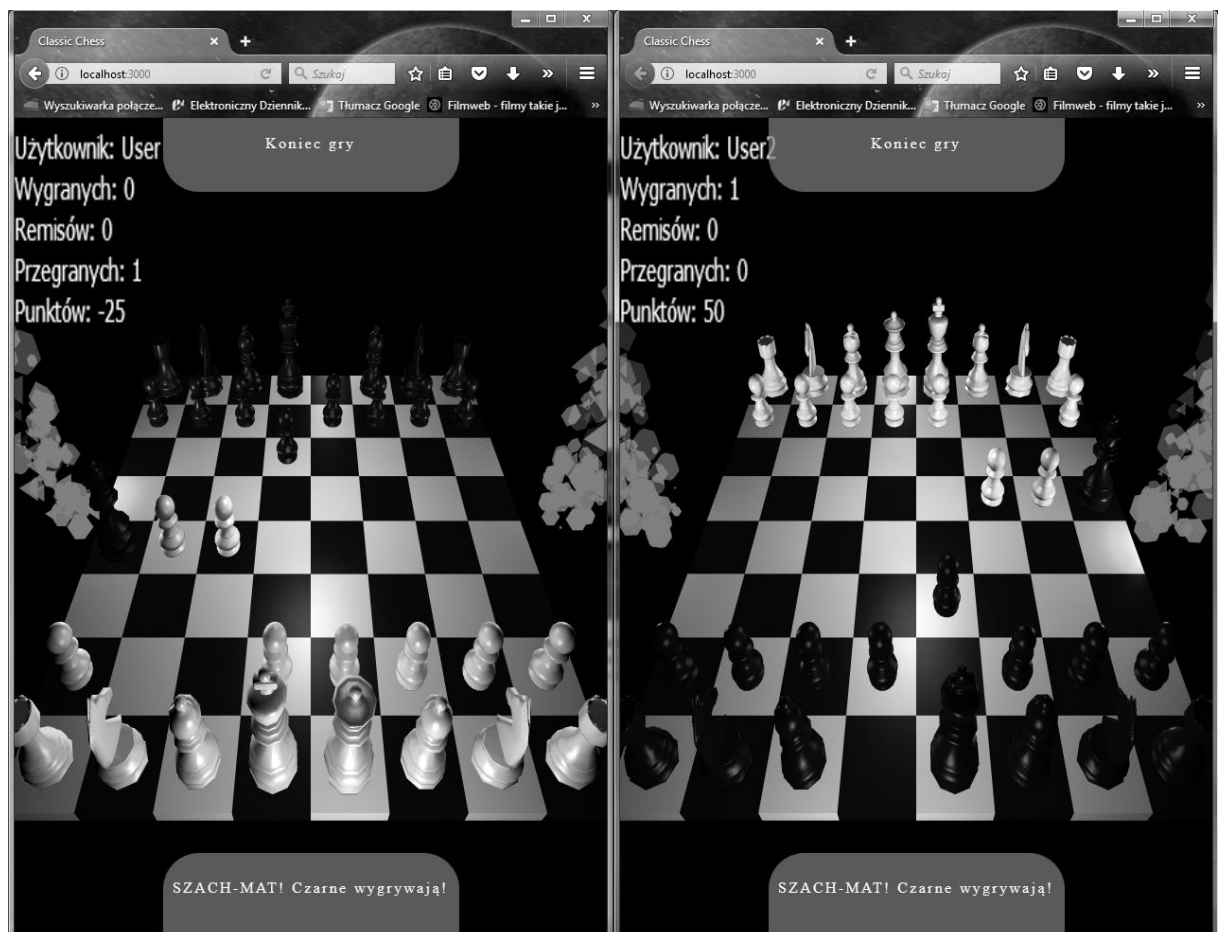 Classic Chess
localhost:3000
Szukaj
Wyszukiwarka połącze...
Elektroniczny Dziennik...
Tłumacz Google
Filmweb - filmy takie j...
Koniec gry
Użytkownik: User
Wygranych: 0
Remisów: 0
Przegranych: 1
Punktów: -25
SZACH-MAT! Czarne wygrywają!
Classic Chess
localhost:3000
Szukaj
Wyszukiwarka połącze...
Elektroniczny Dziennik...
Tłumacz Google
Filmweb - filmy takie j...
Koniec gry
Użytkownik: User2
Wygranych: 1
Remisów: 0
Przegranych: 0
Punktów: 50
SZACH-MAT! Czarne wygrywają!